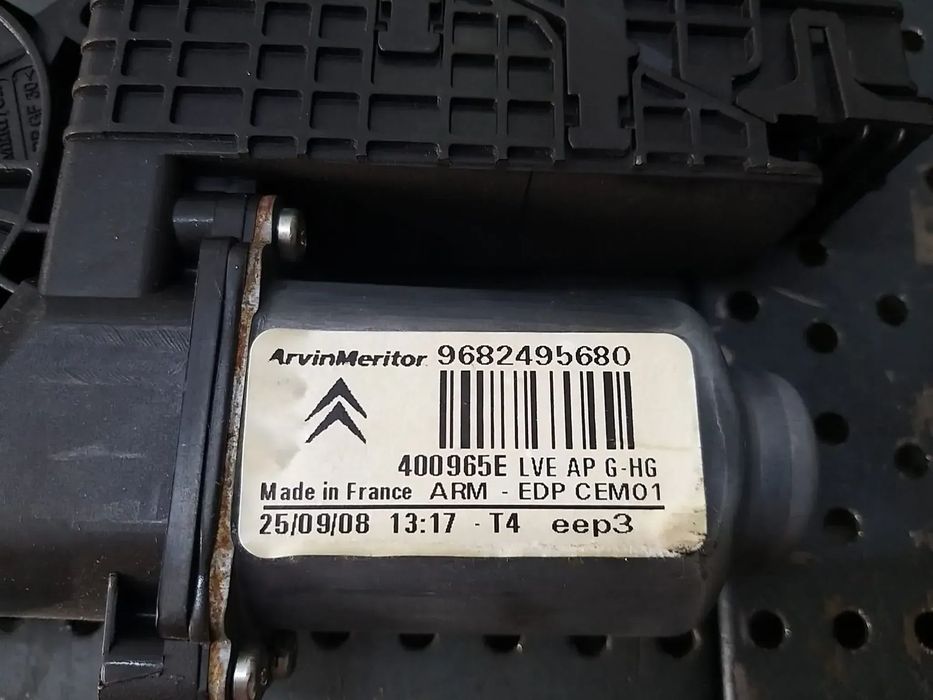 ArvinMeritor 9682495680
400965E LVE AP G-HG
Made in France ARM - EDP CEM01
25/09/08 13:17 - T4 eep3